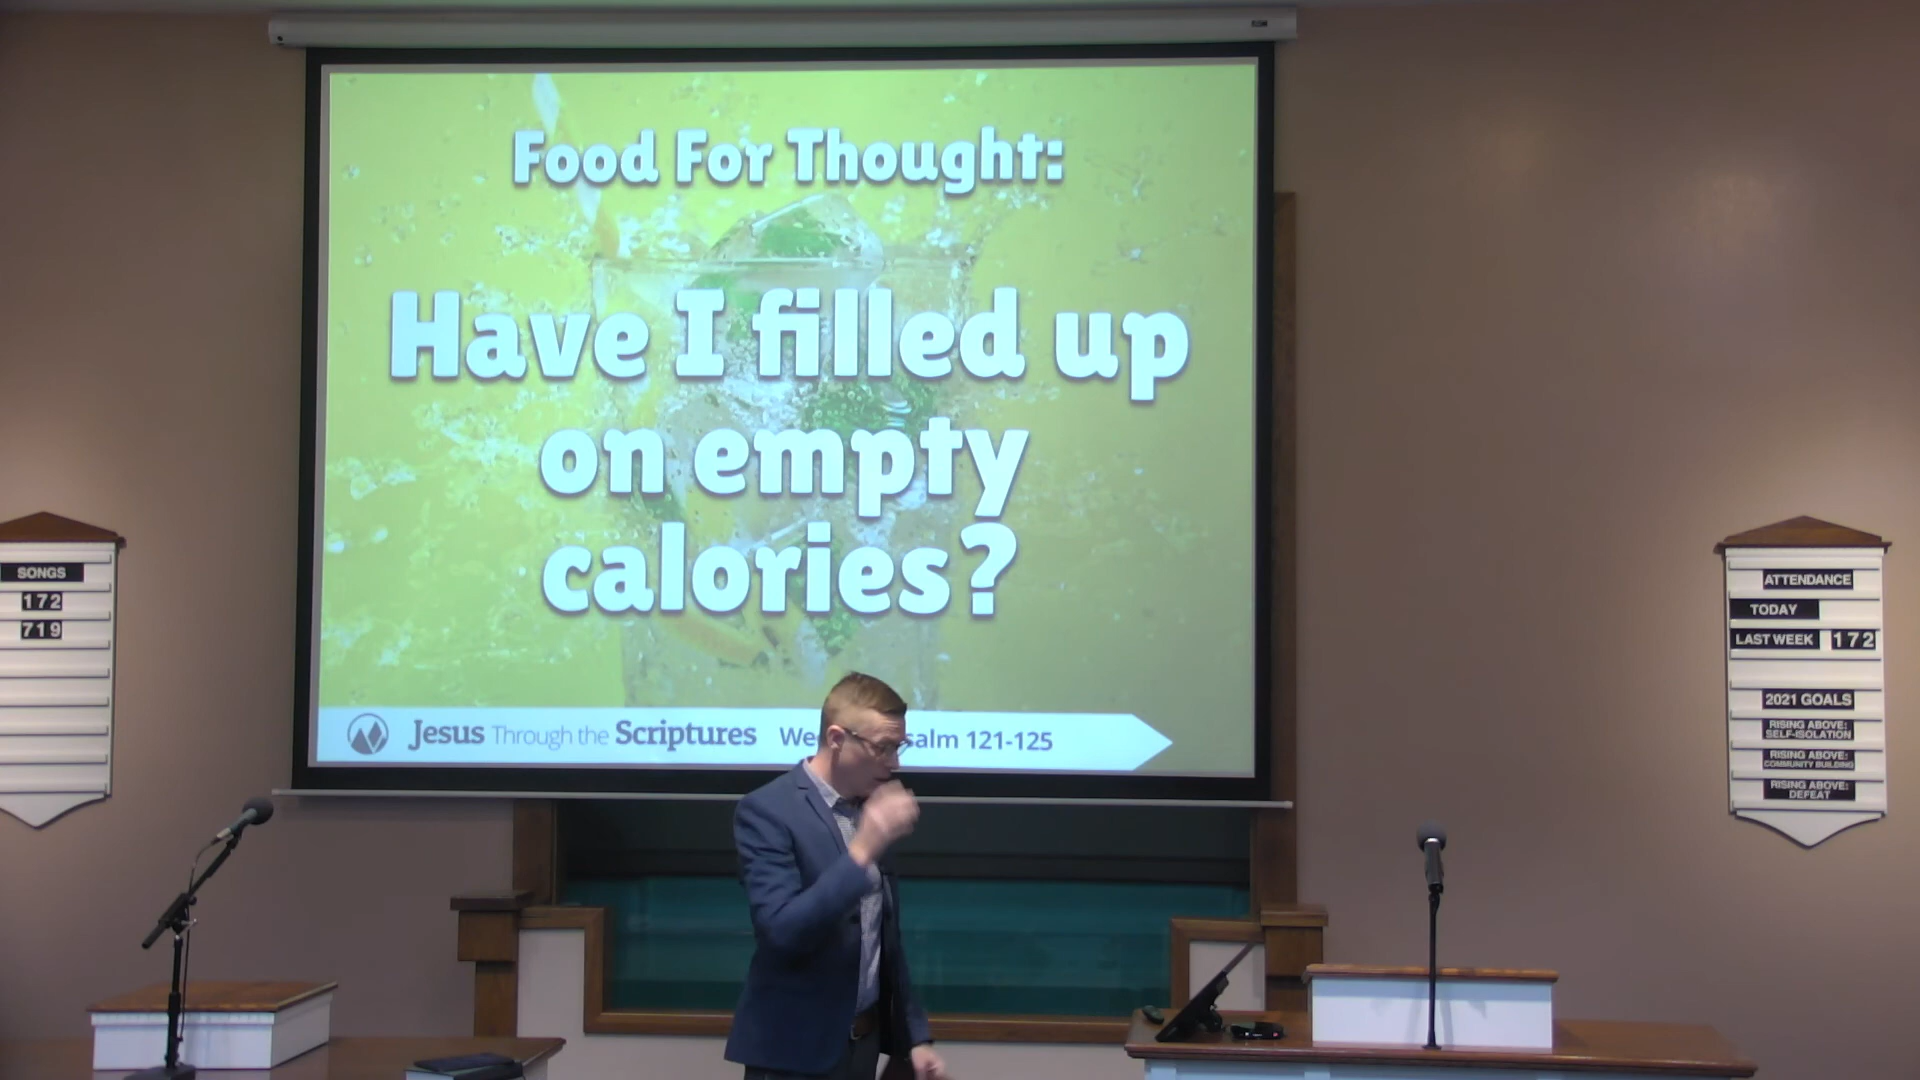 Food For Thought:
Have I filled up
on empty
calories?
Jesus Through the Scriptures
121-125
SONGS
172
719
ATTENDANCE
TODAY
LAST WEEK 172
2021 GOALS
RISING ABOVE:
SELF-ISOLATION
RISING ABOVE:
COMMUNITY BUILDING
RISING ABOVE:
DEFEAT